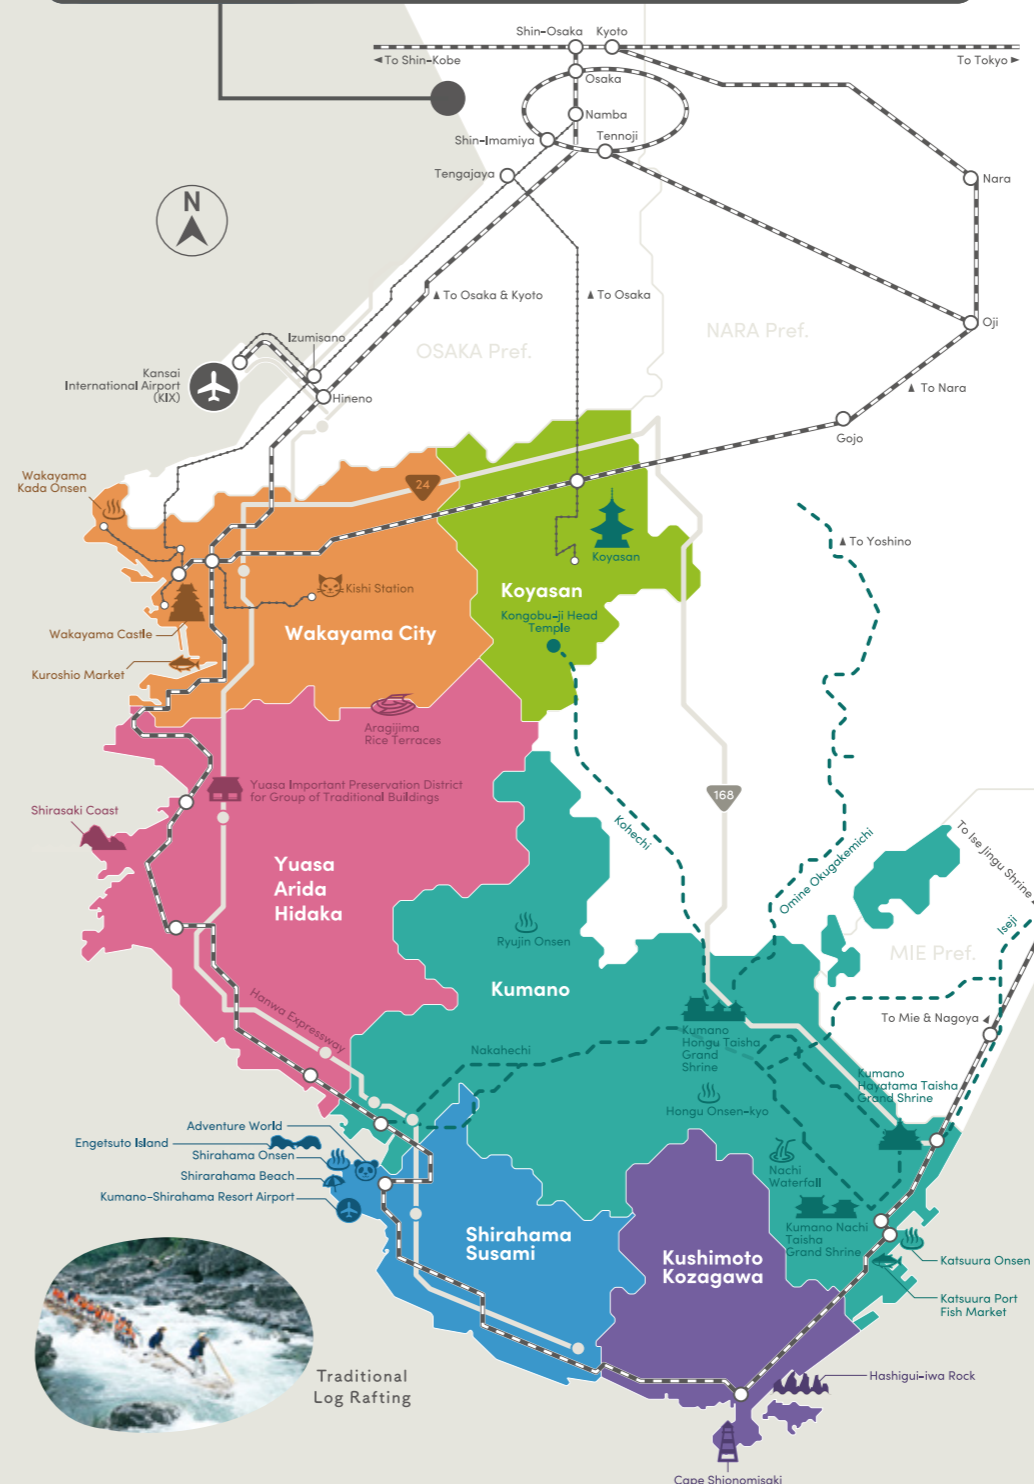 Shin-Osaka
Kyoto
To Shin-Kobe
To Tokyo
Osaka
Namba
Shin-Imamiya
Tennoji
Tengajaya
Nara
N
To Osaka & Kyoto
To Osaka
OSAKA Pref.
NARA Pref.
Oji
Izumisano
Kansai
International Airport
(KIX)
Hineno
To Nara
Gojo
Wakayama
Kada Onsen
24
Koyasan
To Yoshino
Kishi Station
Koyasan
Kongobu-ji Head
Temple
Wakayama City
Wakayama Castle
Kuroshio Market
Aragijima
Rice Terraces
Yuasa Important Preservation District
for Group of Traditional Buildings
168
Shirasaki Coast
Kohechi
Omine Okugakemichi
To Ise Jingu Shrine
Iseji
Yuasa
Arida
Hidaka
Ryujin Onsen
MIE Pref.
Kumano
Hanwa Expressway
To Mie & Nagoya
Kumano
Hongu Taisha
Grand
Shrine
Nakahechi
Kumano
Hayatama Taisha
Grand Shrine
Hongu Onsen-kyo
Adventure World
Engetsuto Island
Shirahama Onsen
Shirarahama Beach
Kumano-Shirahama Resort Airport
Nachi
Waterfall
Kumano Nachi
Taisha
Grand Shrine
Shirahama
Susami
Kushimoto
Kozagawa
Katsuura Onsen
Katsuura Port
Fish Market
Traditional
Log Rafting
Hashigui-iwa Rock
Cape Shionomisaki